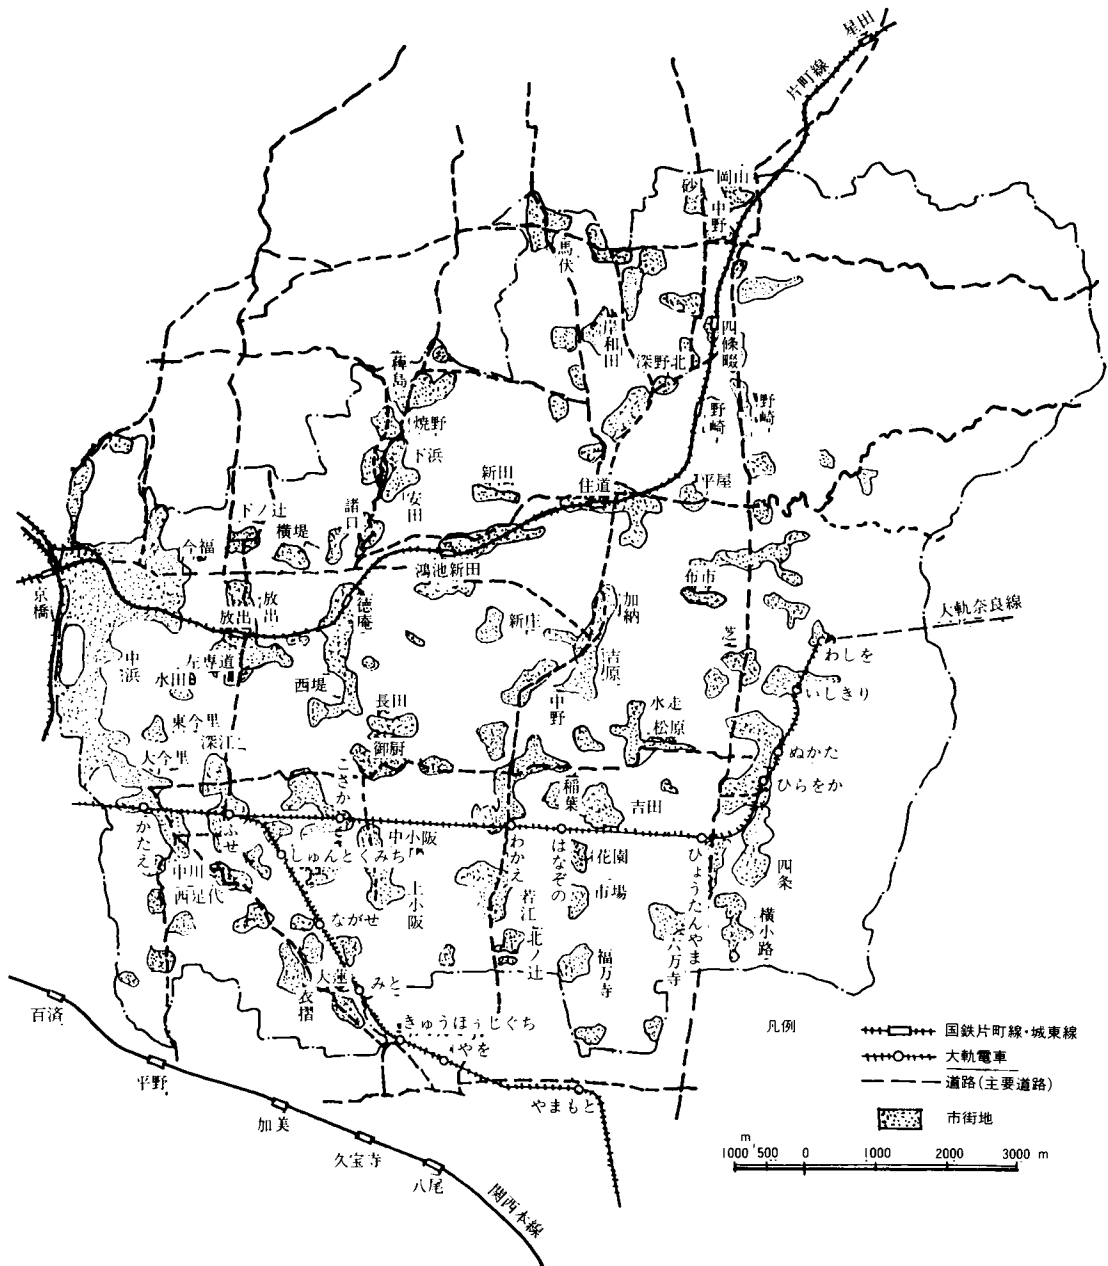 星田
片町線
砂
岡山
中野
馬伏
岸和田
四條畷
深野北
野崎
野崎
焼野
下浜
新田
安田
住道
平屋
諸口
下ノ辻
横堤
今福
鴻池新田
布市
京橋
放出
放出
徳庵
加納
新庄
大軌奈良線
芝
わしを
中浜
左専道
水田
吉原
いしきり
西堤
中野
長田
水走
東今里
松原
深江
御厨
ぬかた
大今里
こさか
稲葉
ひらをか
吉田
かたえ
ふせ
中小阪
わかえ
はなぞの
花園
ひょうたんやま
しゅんとくみち
中川
四条
西足代
上小阪
市場
若江
横小路
ながせ
北ノ辻
六万寺
福万寺
大蓮
みと
衣摺
百済
きゅうほうじぐち
凡例
国鉄片町線・城東線
やを
大軌電車
平野
道路(主要道路)
やまもと
加美
市街地
久宝寺
m
1000 500 0 1000 2000 3000 m
八尾
関西本線